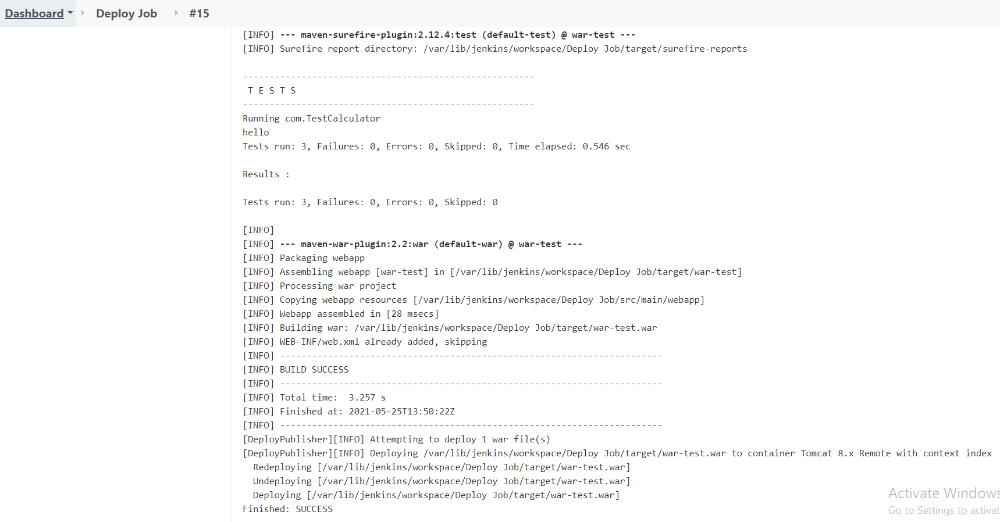 Dashboard Deploy Job #15
[INFO] --- maven-surefire-plugin:2.12.4:test (default-test) @ war-test ---
[INFO] Surefire report directory: /var/lib/jenkins/workspace/Deploy Job/target/surefire-reports
-------------------------------------------------------
T E S T S
-------------------------------------------------------
Running com.TestCalculator
hello
Tests run: 3, Failures: 0, Errors: 0, Skipped: 0, Time elapsed: 0.546 sec
Results :
Tests run: 3, Failures: 0, Errors: 0, Skipped: 0
[INFO]
[INFO] --- maven-war-plugin:2.2:war (default-war) @ war-test ---
[INFO] Packaging webapp
[INFO] Assembling webapp [war-test] in [/var/lib/jenkins/workspace/Deploy Job/target/war-test]
[INFO] Processing war project
[INFO] Copying webapp resources [/var/lib/jenkins/workspace/Deploy Job/src/main/webapp]
[INFO] Webapp assembled in [28 msecs]
[INFO] Building war: /var/lib/jenkins/workspace/Deploy Job/target/war-test.war
[INFO] WEB-INF/web.xml already added, skipping
[INFO] ------------------------------------------------------------------------
[INFO] BUILD SUCCESS
[INFO] ------------------------------------------------------------------------
[INFO] Total time:  3.257 s
[INFO] Finished at: 2021-05-25T13:50:22Z
[INFO] ------------------------------------------------------------------------
[DeployPublisher][INFO] Attempting to deploy 1 war file(s)
[DeployPublisher][INFO] Deploying /var/lib/jenkins/workspace/Deploy Job/target/war-test.war to container Tomcat 8.x Remote with context index
Redeploying [/var/lib/jenkins/workspace/Deploy Job/target/war-test.war]
Undeploying [/var/lib/jenkins/workspace/Deploy Job/target/war-test.war]
Deploying [/var/lib/jenkins/workspace/Deploy Job/target/war-test.war]
Finished: SUCCESS
Activate Windows
Go to Settings to activat